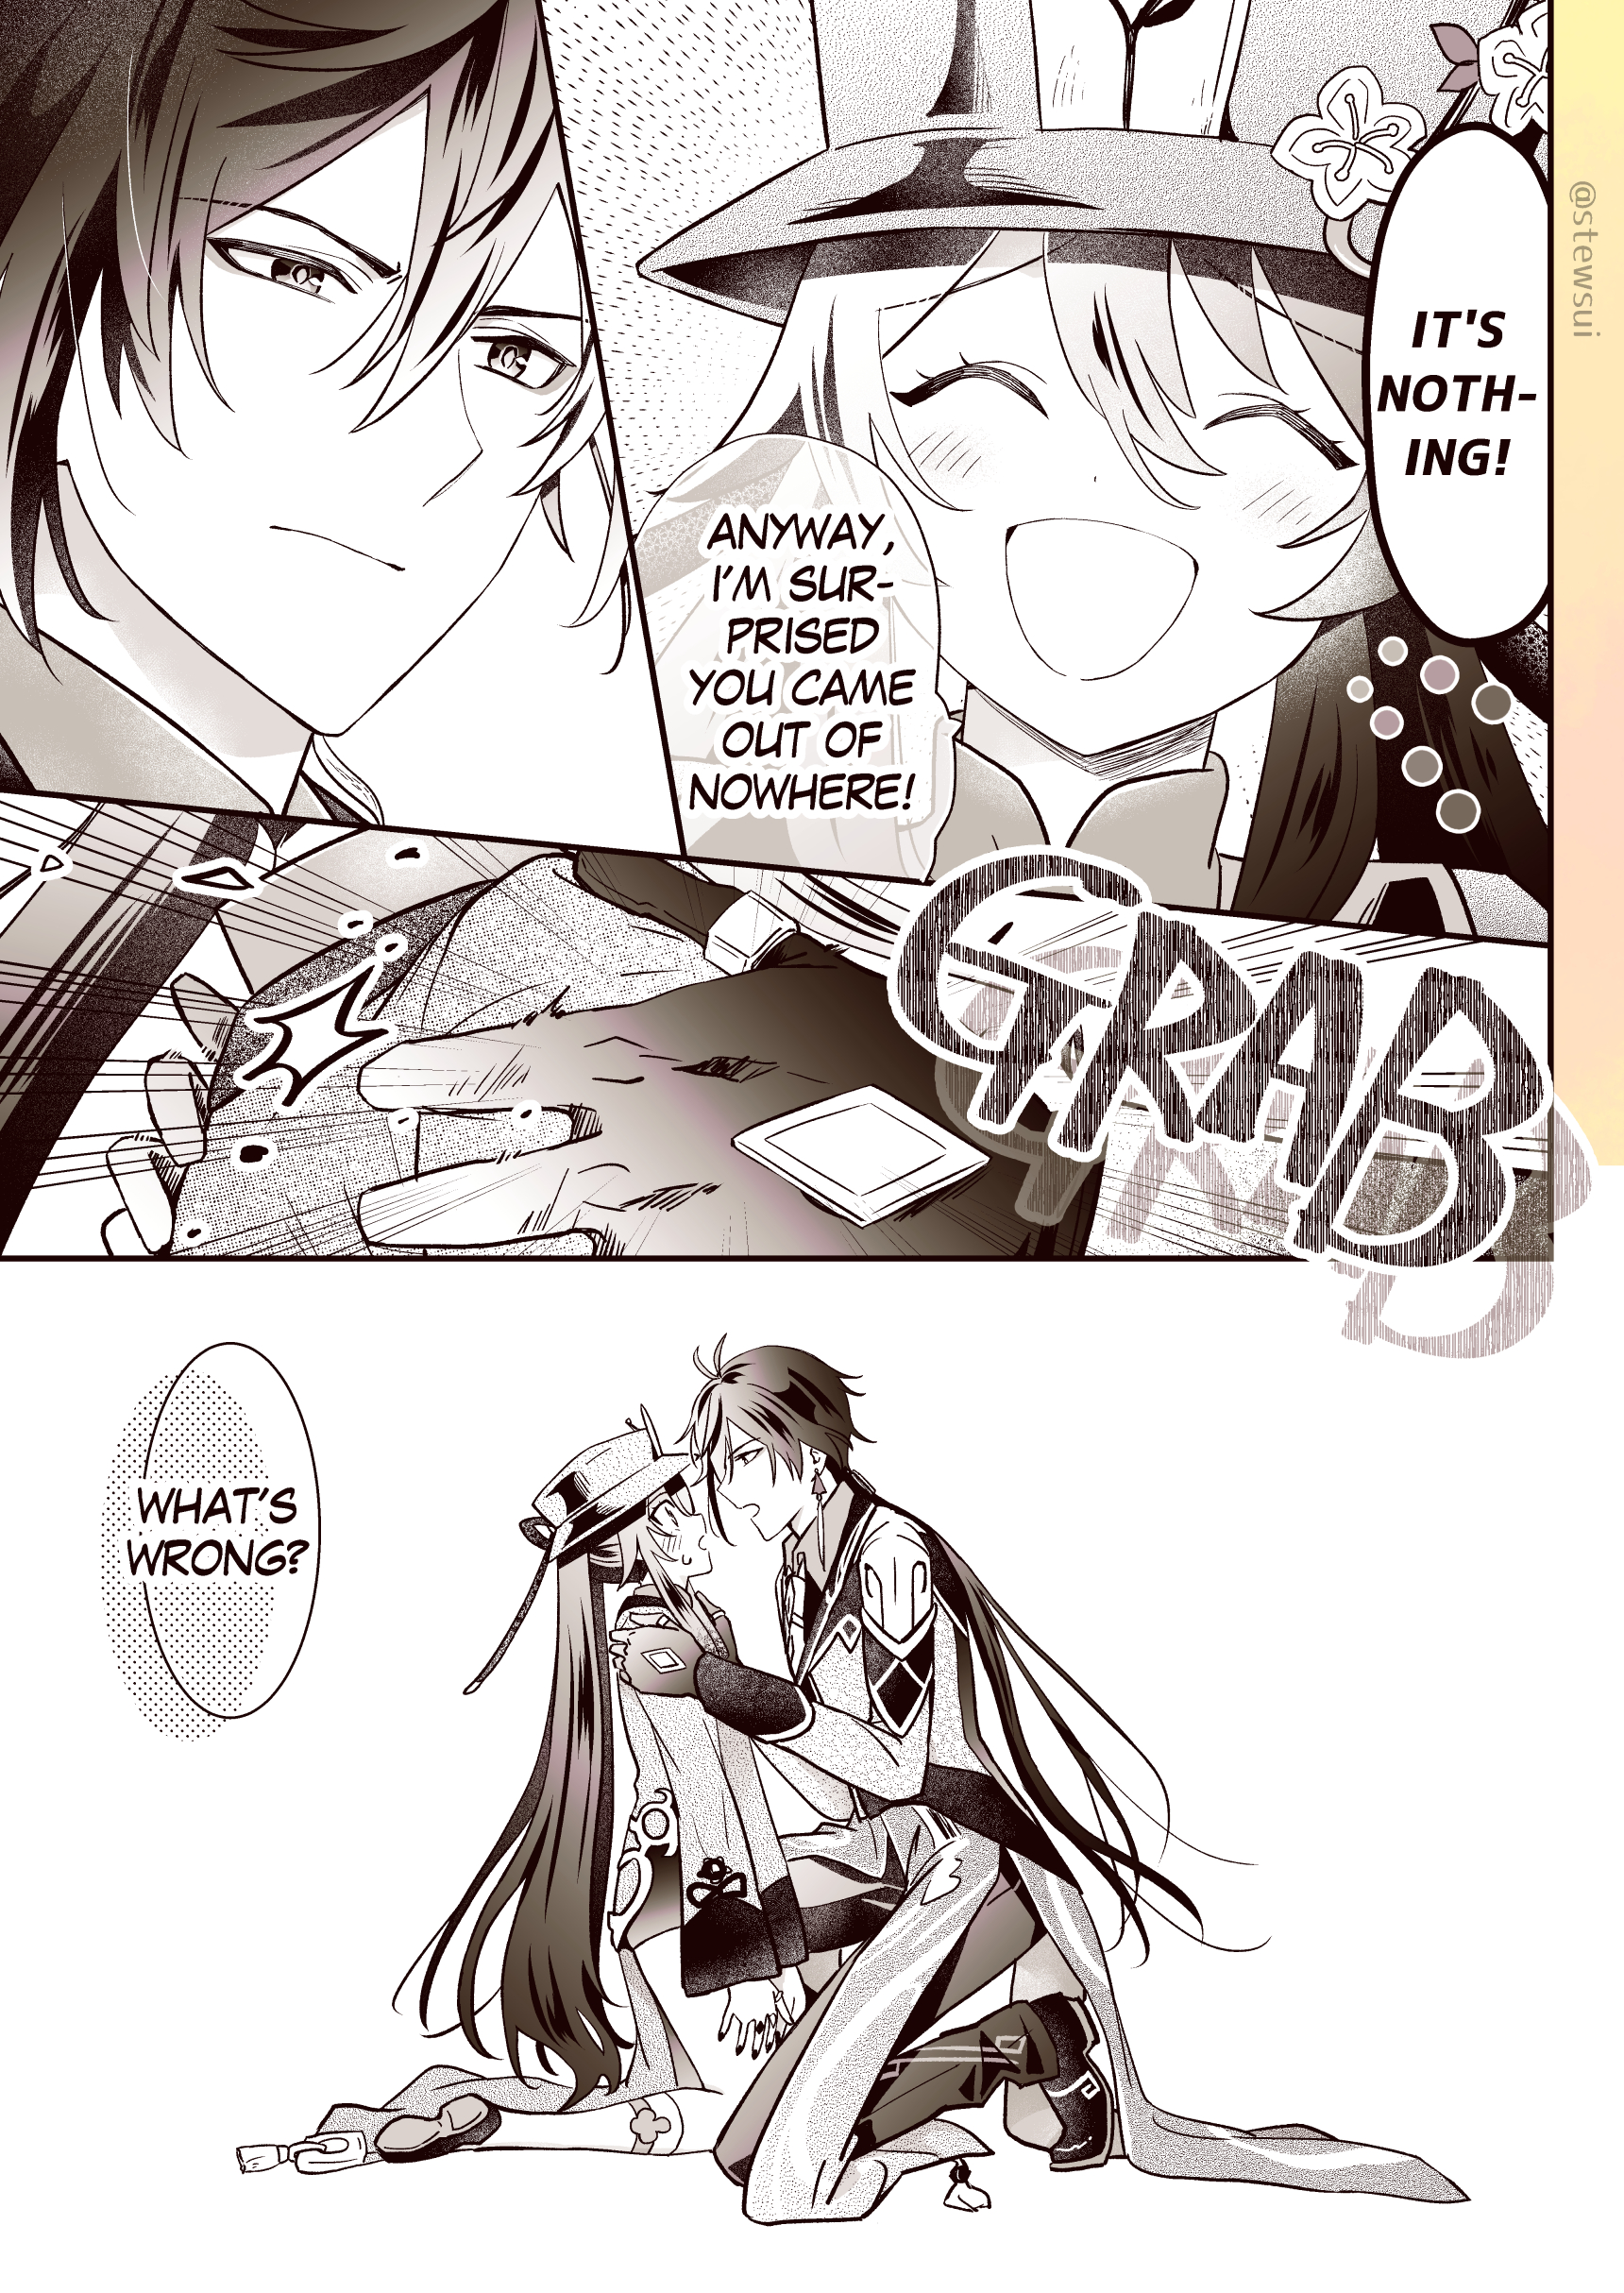 IT'S
NOTH-
ING!
ANYWAY,
I'M SUR-
PRISED
YOU CAME
OUT OF
NOWHERE!
GRAB
WHAT'S
WRONG?
@stewsui